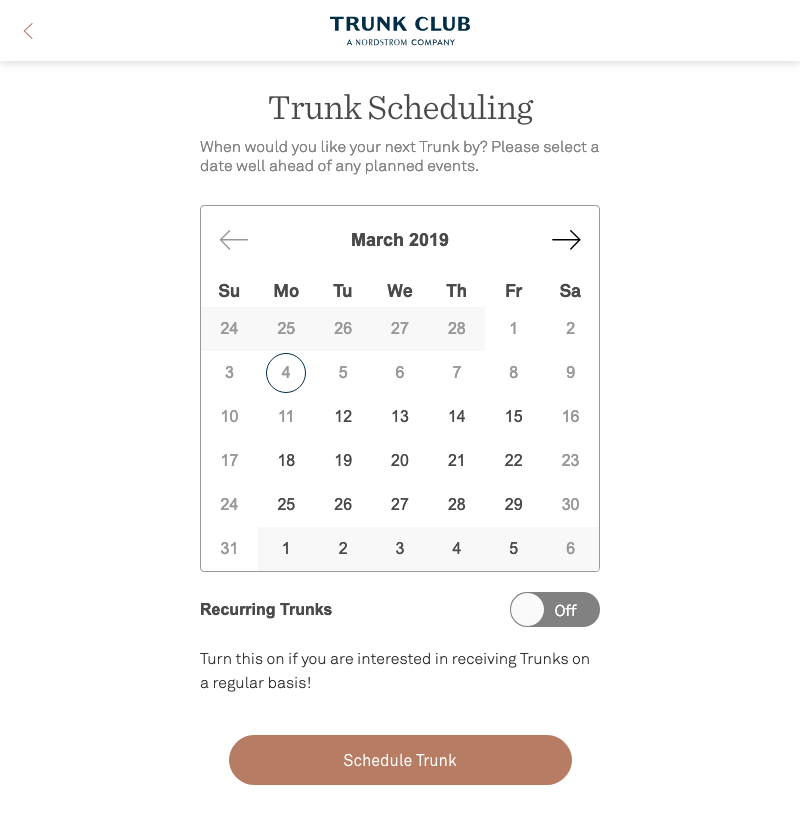 TRUNK CLUB
A NORDSTROM COMPANY
Trunk Scheduling
When would you like your next Trunk by? Please select a
date well ahead of any planned events.
March 2019
Su Mo Tu We Th Fr Sa
24 25 26 27 28 1 2
3 4 5 6 7 8 9
10 11 12 13 14 15 16
17 18 19 20 21 22 23
24 25 26 27 28 29 30
31 1 2 3 4 5 6
Recurring Trunks Off
Turn this on if you are interested in receiving Trunks on
a regular basis!
Schedule Trunk